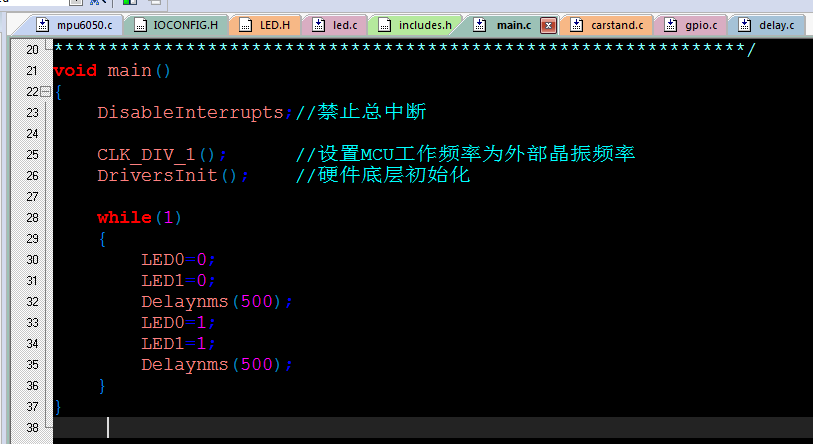 mpu6050.c IOCONFIG.H LED.H led.c includes.h main.c carstand.c gpio.c delay.c
20 ****************************************************************/
21 void main()
22 {
23 DisableInterrupts;//禁止总中断
24
25 CLK_DIV_1(); //设置MCU工作频率为外部晶振频率
26 DriversInit(); //硬件底层初始化
27
28 while(1)
29 {
30 LED0=0;
31 LED1=0;
32 Delaynms(500);
33 LED0=1;
34 LED1=1;
35 Delaynms(500);
36 }
37 }
38